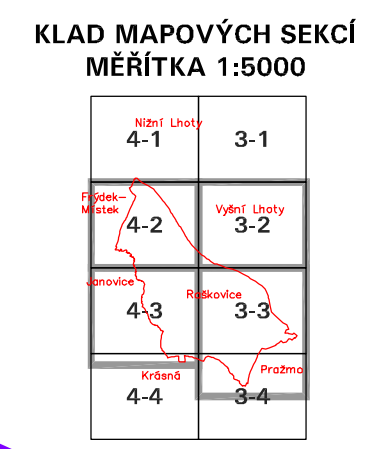 KLAD MAPOVÝCH SEKCÍ
MĚŘÍTKA 1:5000
Nižní Lhoty
4-1
3-1
Frýdek-
Místek
Vyšní Lhoty
4-2
3-2
Janovice
Raškovice
4-3
3-3
Krásná
Pražmo
4-4
3-4